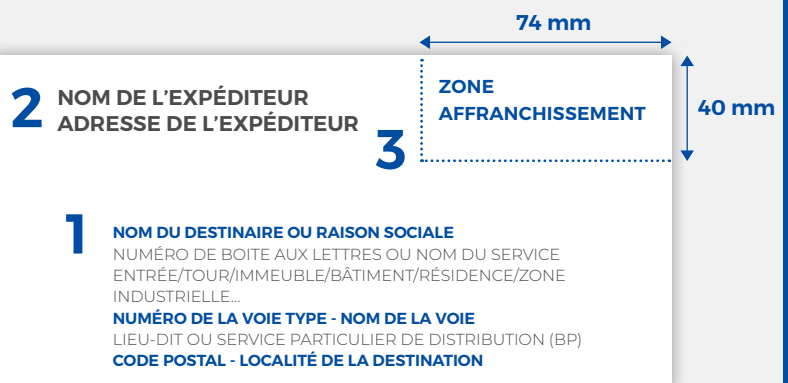 74 mm
40 mm
ZONE
AFFRANCHISSEMENT
2
NOM DE L'EXPÉDITEUR
ADRESSE DE L'EXPÉDITEUR
3
1
NOM DU DESTINAIRE OU RAISON SOCIALE
NUMÉRO DE BOITE AUX LETTRES OU NOM DU SERVICE
ENTRÉE/TOUR/IMMEUBLE/BÂTIMENT/RÉSIDENCE/ZONE
INDUSTRIELLE...
NUMÉRO DE LA VOIE TYPE - NOM DE LA VOIE
LIEU-DIT OU SERVICE PARTICULIER DE DISTRIBUTION (BP)
CODE POSTAL - LOCALITÉ DE LA DESTINATION